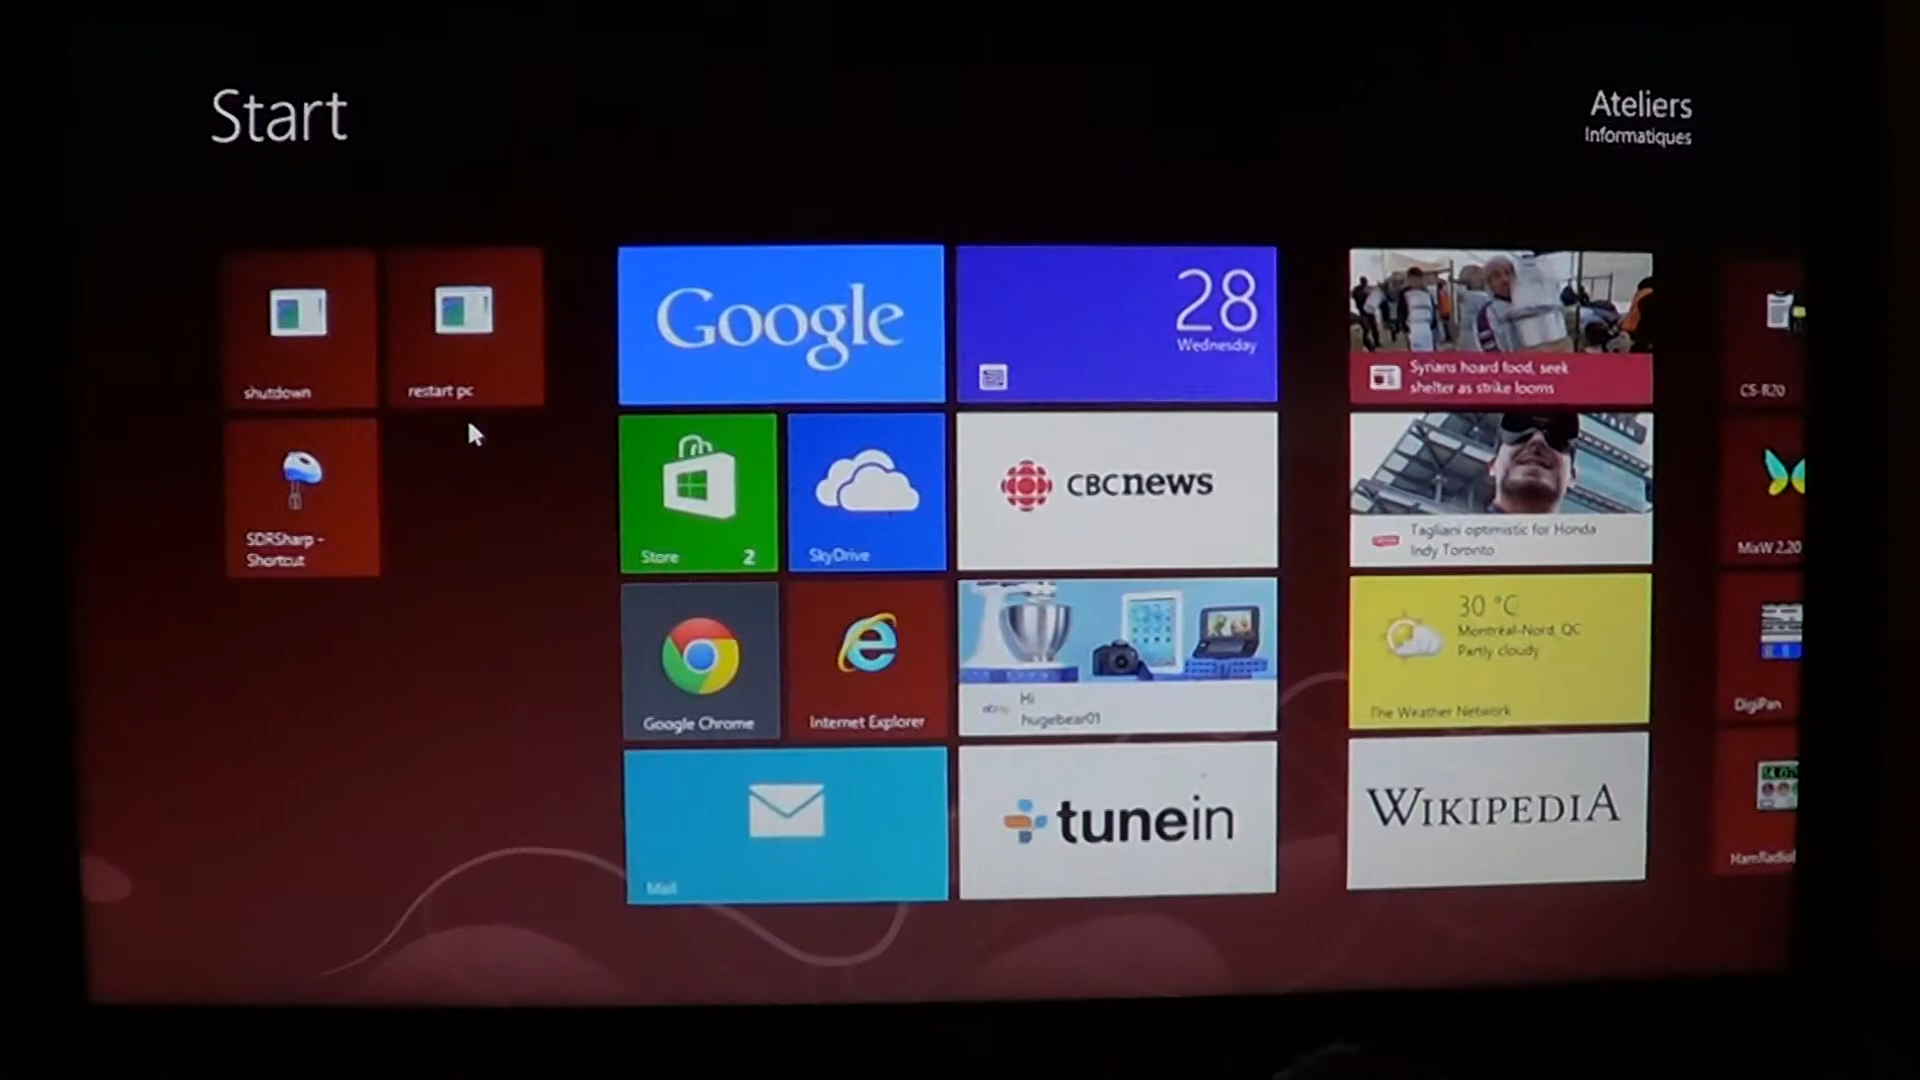 Start
Ateliers
Informatiques
shutdown
restart pc
SDRSharp -
Shortcut
Google
28
Wednesday
Store 2
SkyDrive
CBCnews
Google Chrome
Internet Explorer
Hi
hugebear01
Mail
tunein
Syrians hoard food, seek
shelter as strike looms
Tagliani optimistic for Honda
Indy Toronto
30 °C
Montréal-Nord, QC
Partly cloudy
The Weather Network
WIKIPEDIA
CS-R20
MixW 2.20
DigiPan